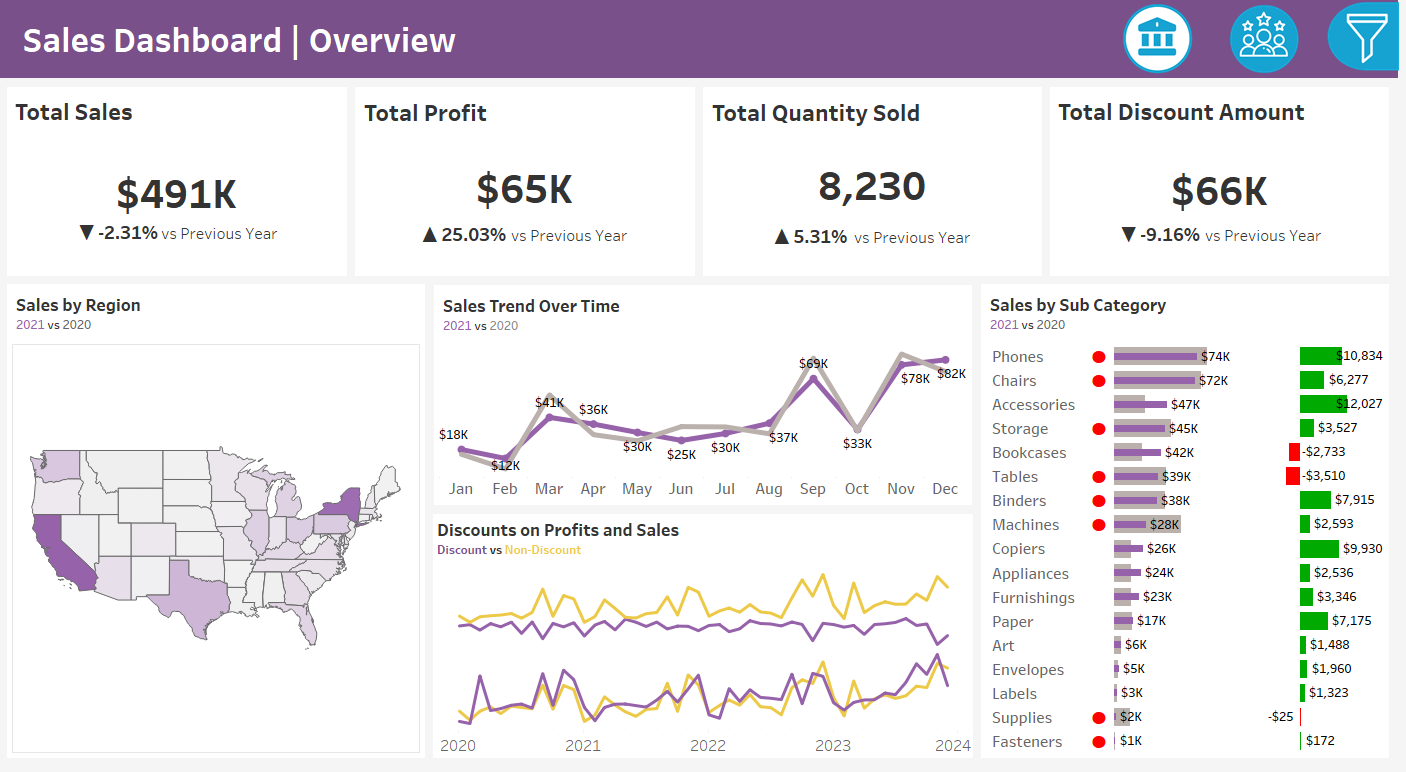 Sales Dashboard | Overview
Total Sales
$491K
▼ -2.31% vs Previous Year
Total Profit
$65K
▲ 25.03% vs Previous Year
Total Quantity Sold
8,230
▲ 5.31% vs Previous Year
Total Discount Amount
$66K
▼ -9.16% vs Previous Year
Sales by Region
2021 vs 2020
Sales Trend Over Time
2021 vs 2020
$18K
$12K
$41K
$36K
$30K
$25K
$30K
$37K
$69K
$33K
$78K
$82K
Jan Feb Mar Apr May Jun Jul Aug Sep Oct Nov Dec
Discounts on Profits and Sales
Discount vs Non-Discount
2020 2021 2022 2023 2024
Sales by Sub Category
2021 vs 2020
Phones $74K $10,834
Chairs $72K $6,277
Accessories $47K $12,027
Storage $45K $3,527
Bookcases $42K -$2,733
Tables $39K -$3,510
Binders $38K $7,915
Machines $28K $2,593
Copiers $26K $9,930
Appliances $24K $2,536
Furnishings $23K $3,346
Paper $17K $7,175
Art $6K $1,488
Envelopes $5K $1,960
Labels $3K $1,323
Supplies $2K -$25
Fasteners $1K $172